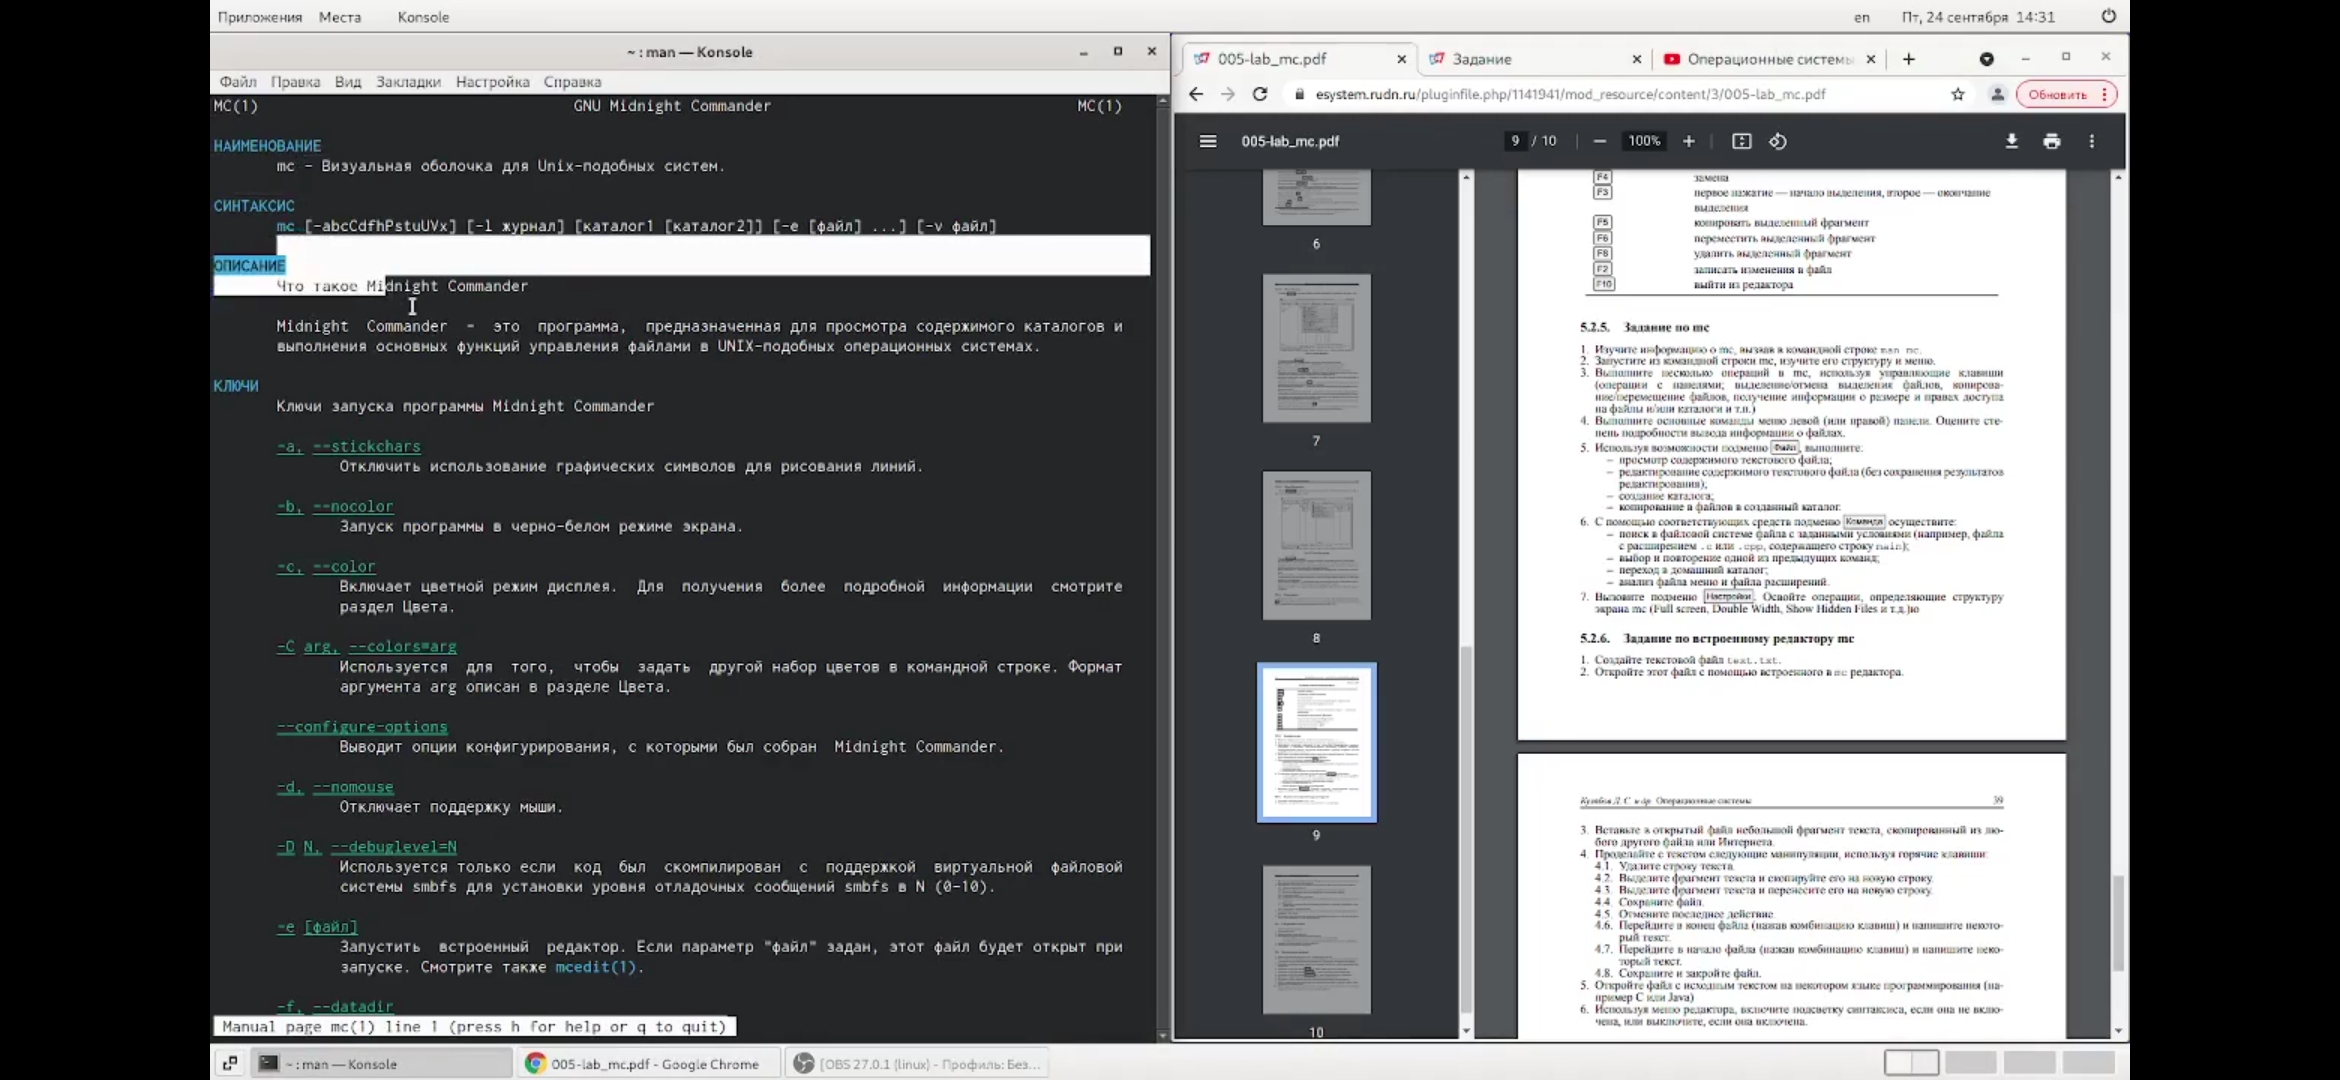 Приложения Места Konsole
en Пт, 24 сентября 14:31
~ : man — Konsole
Файл Правка Вид Закладки Настройка Справка
MC(1) GNU Midnight Commander MC(1)
НАИМЕНОВАНИЕ
mc - Визуальная оболочка для Unix-подобных систем.
СИНТАКСИС
mc [-abcCdfhPstuUVx] [-l журнал] [каталог1 [каталог2]] [-e [файл] ...] [-v файл]
ОПИСАНИЕ
Что такое Midnight Commander
Midnight Commander - это программа, предназначенная для просмотра содержимого каталогов и
выполнения основных функций управления файлами в UNIX-подобных операционных системах.
КЛЮЧИ
Ключи запуска программы Midnight Commander
-a, --stickchars
Отключить использование графических символов для рисования линий.
-b, --nocolor
Запуск программы в черно-белом режиме экрана.
-c, --color
Включает цветной режим дисплея. Для получения более подробной информации смотрите
раздел Цвета.
-C arg, --colors=arg
Используется для того, чтобы задать другой набор цветов в командной строке. Формат
аргумента arg описан в разделе Цвета.
--configure-options
Выводит опции конфигурирования, с которыми был собран Midnight Commander.
-d, --nomouse
Отключает поддержку мыши.
-D N, --debuglevel=N
Используется только если код был скомпилирован с поддержкой виртуальной файловой
системы smbfs для установки уровня отладочных сообщений smbfs в N (0-10).
-e [файл]
Запустить встроенный редактор. Если параметр "файл" задан, этот файл будет открыт при
запуске. Смотрите также mcedit(1).
-f, --datadir
Manual page mc(1) line 1 (press h for help or q to quit)
005-lab_mc.pdf
Задание
Операционные системы
esystem.rudn.ru/pluginfile.php/1141941/mod_resource/content/3/005-lab_mc.pdf
Обновить
005-lab_mc.pdf 9 / 10 100%
6
7
8
9
10
F4 замена
F3 первое нажатие — начало выделения, второе — окончание
выделения
F5 копировать выделенный фрагмент
F6 переместить выделенный фрагмент
F8 удалить выделенный фрагмент
F2 записать изменения в файл
F10 выйти из редактора
5.2.5. Задание по mc
1. Изучите информацию о mc, вызвав в командной строке man mc.
2. Запустите из командной строки mc, изучите его структуру и меню.
3. Выполните несколько операций в mc, используя управляющие клавиши
(операции с панелями; выделение/отмена выделения файлов, копирова-
ние/перемещение файлов, получение информации о размере и правах доступа
на файлы и/или каталоги и т.п.)
4. Выполните основные команды меню левой (или правой) панели. Оцените сте-
пень подробности вывода информации о файлах.
5. Используя возможности подменю Файл, выполните:
– просмотр содержимого текстового файла;
– редактирование содержимого текстового файла (без сохранения результатов
редактирования);
– создание каталога;
– копирование в файлов в созданный каталог.
6. С помощью соответствующих средств подменю Команда осуществите:
– поиск в файловой системе файла с заданными условиями (например, файла
с расширением .c или .cpp, содержащего строку main);
– выбор и повторение одной из предыдущих команд;
– переход в домашний каталог;
– анализ файла меню и файла расширений.
7. Вызовите подменю Настройки. Освойте операции, определяющие структуру
экрана mc (Full screen, Double Width, Show Hidden Files и т.д.)ю
5.2.6. Задание по встроенному редактору mc
1. Создайте текстовой файл text.txt.
2. Откройте этот файл с помощью встроенного в mc редактора.
Кулябов Д. С. и др. Операционные системы 39
3. Вставьте в открытый файл небольшой фрагмент текста, скопированный из лю-
бого другого файла или Интернета.
4. Проделайте с текстом следующие манипуляции, используя горячие клавиши:
4.1. Удалите строку текста.
4.2. Выделите фрагмент текста и скопируйте его на новую строку.
4.3. Выделите фрагмент текста и перенесите его на новую строку.
4.4. Сохраните файл.
4.5. Отмените последнее действие.
4.6. Перейдите в конец файла (нажав комбинацию клавиш) и напишите некото-
рый текст.
4.7. Перейдите в начало файла (нажав комбинацию клавиш) и напишите неко-
торый текст.
4.8. Сохраните и закройте файл.
5. Откройте файл с исходным текстом на некотором языке программирования (на-
пример C или Java)
6. Используя меню редактора, включите подсветку синтаксиса, если она не вклю-
чена, или выключите, если она включена.
~ : man — Konsole
005-lab_mc.pdf - Google Chrome
[OBS 27.0.1 (linux) - Профиль: Без...